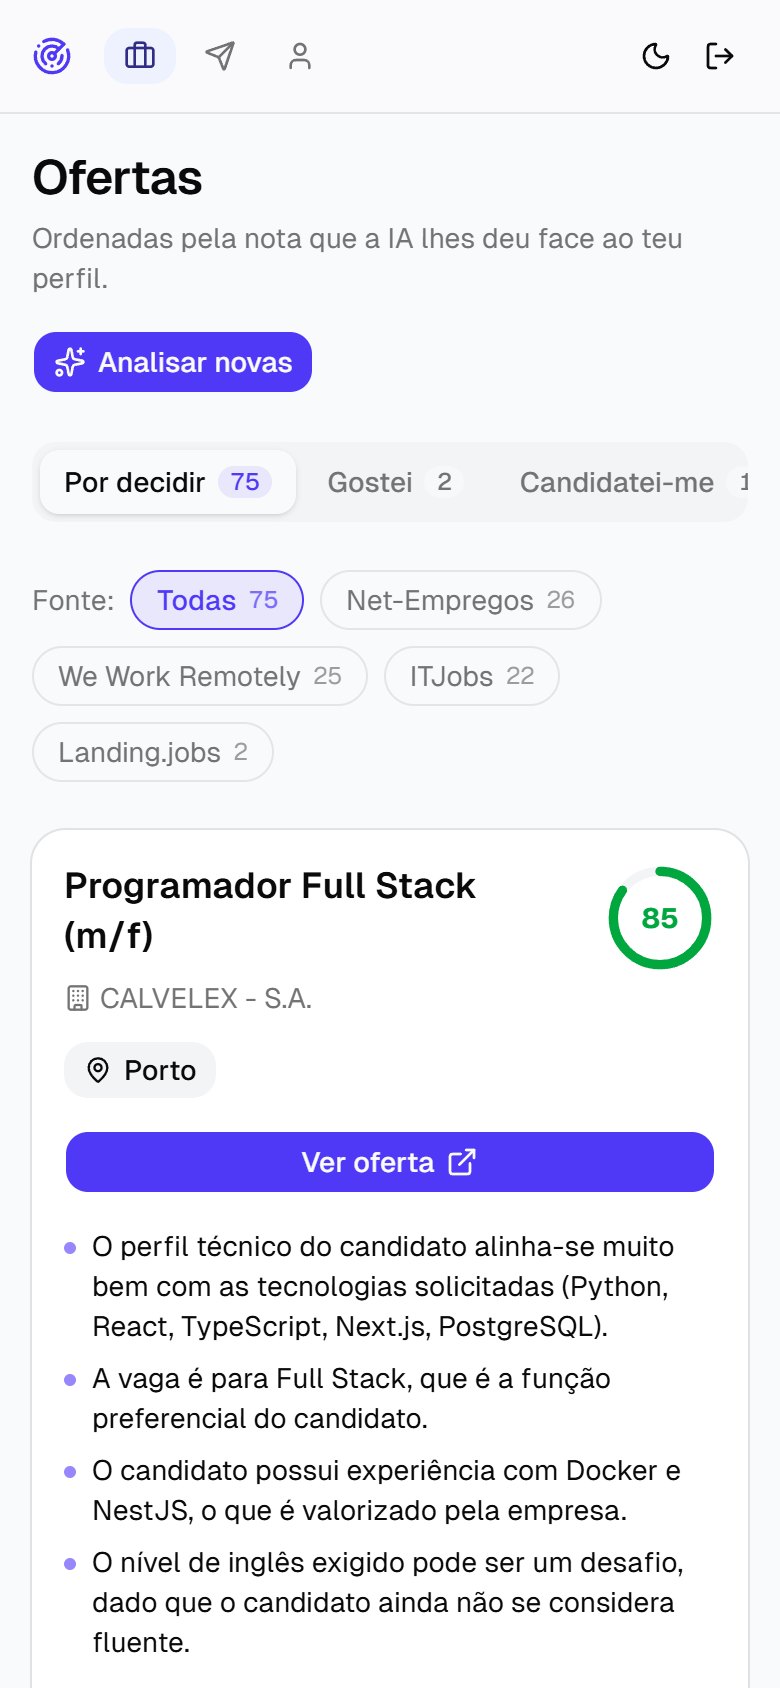 Ofertas
Ordenadas pela nota que a IA lhes deu face ao teu
perfil.
Analisar novas
Por decidir 75 Gostei 2 Candidatei-me
Fonte: Todas 75 Net-Empregos 26
We Work Remotely 25 ITJobs 22
Landing.jobs 2
Programador Full Stack
(m/f)
85
CALVELEX - S.A.
Porto
Ver oferta
O perfil técnico do candidato alinha-se muito
bem com as tecnologias solicitadas (Python,
React, TypeScript, Next.js, PostgreSQL).
A vaga é para Full Stack, que é a função
preferencial do candidato.
O candidato possui experiência com Docker e
NestJS, o que é valorizado pela empresa.
O nível de inglês exigido pode ser um desafio,
dado que o candidato ainda não se considera
fluente.